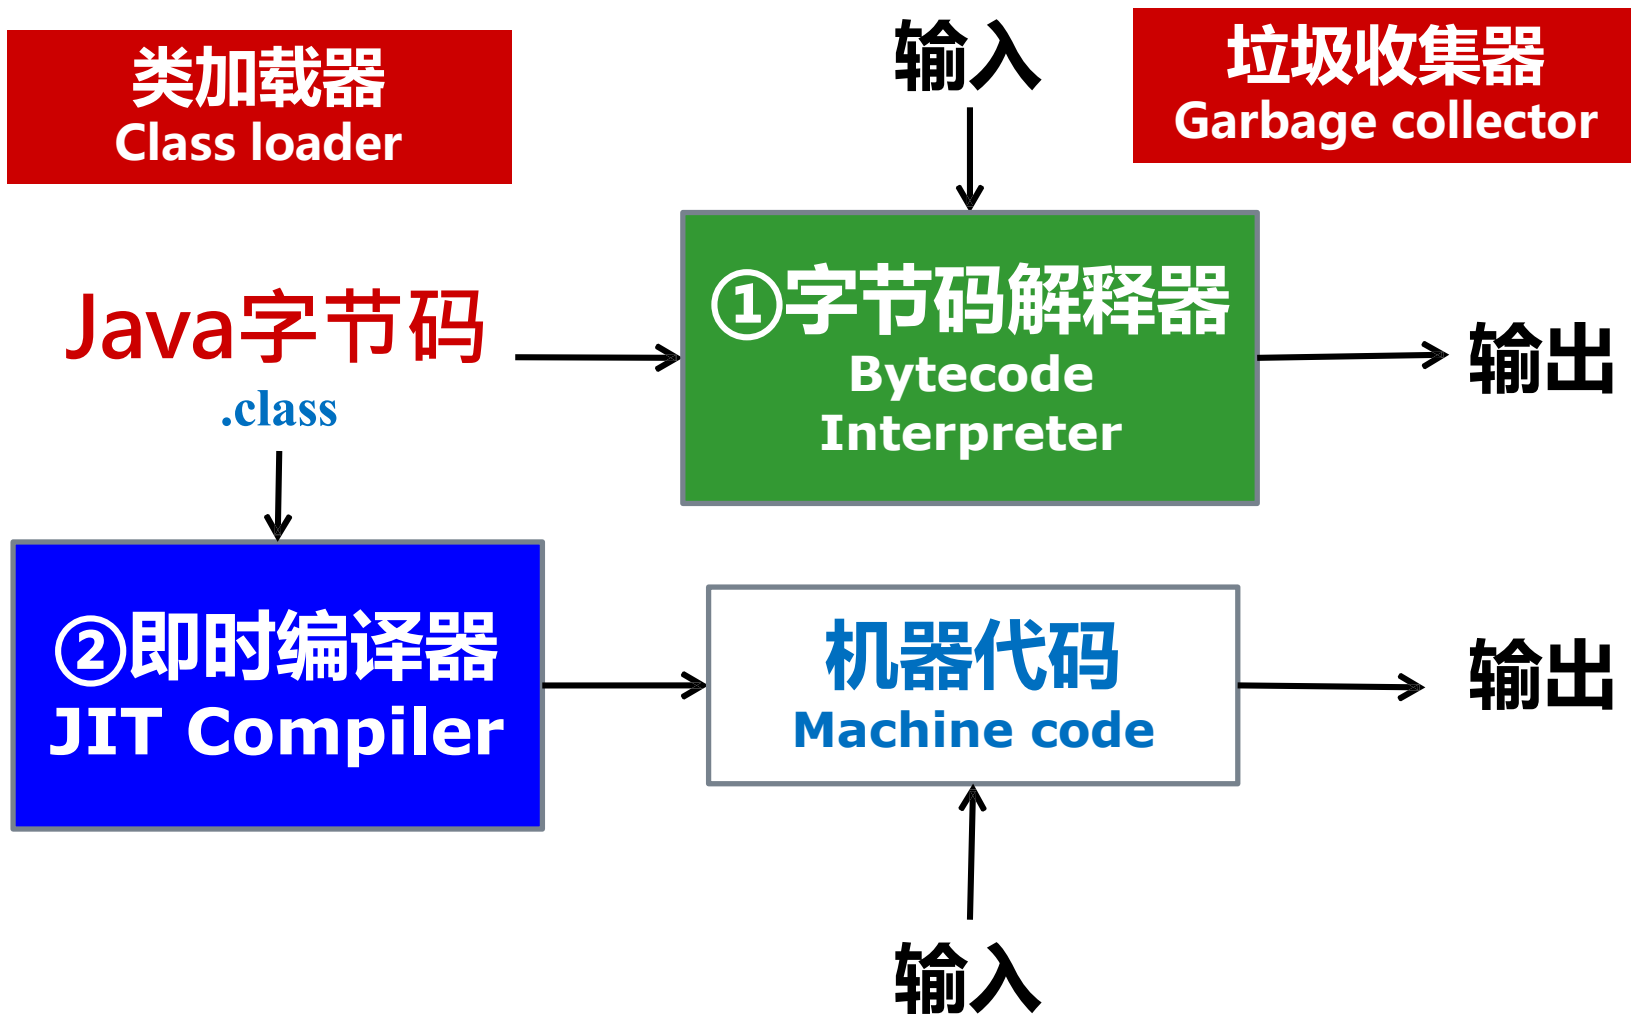 类加载器
Class loader
输入
垃圾收集器
Garbage collector
Java字节码
.class
①字节码解释器
Bytecode
Interpreter
输出
②即时编译器
JIT Compiler
机器代码
Machine code
输出
输入